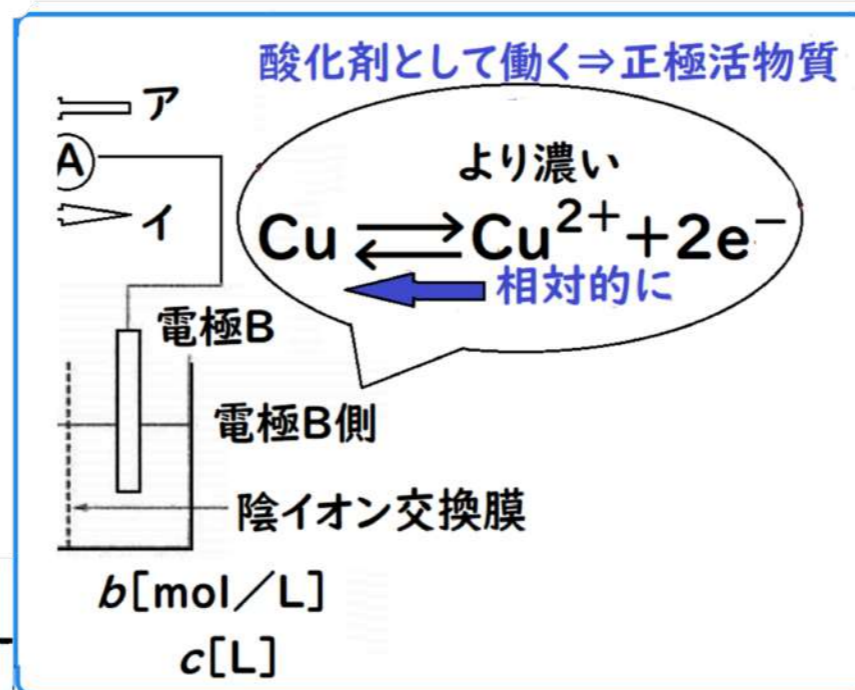 酸化剤として働く⇒正極活物質
ア
A
より濃い
イ
Cu ⇄ Cu²⁺+2e⁻
相対的に
電極B
電極B側
陰イオン交換膜
b[mol／L]
c[L]